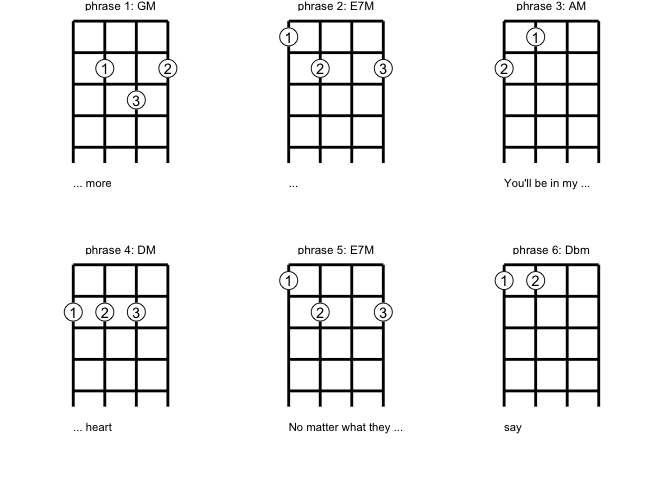 phrase 1: GM
phrase 2: E7M
phrase 3: AM
1
1
1 2
2 3
2
3
... more
...
You'll be in my ...
phrase 4: DM
phrase 5: E7M
phrase 6: Dbm
1
1 2
1 2 3
2 3
... heart
No matter what they ...
say